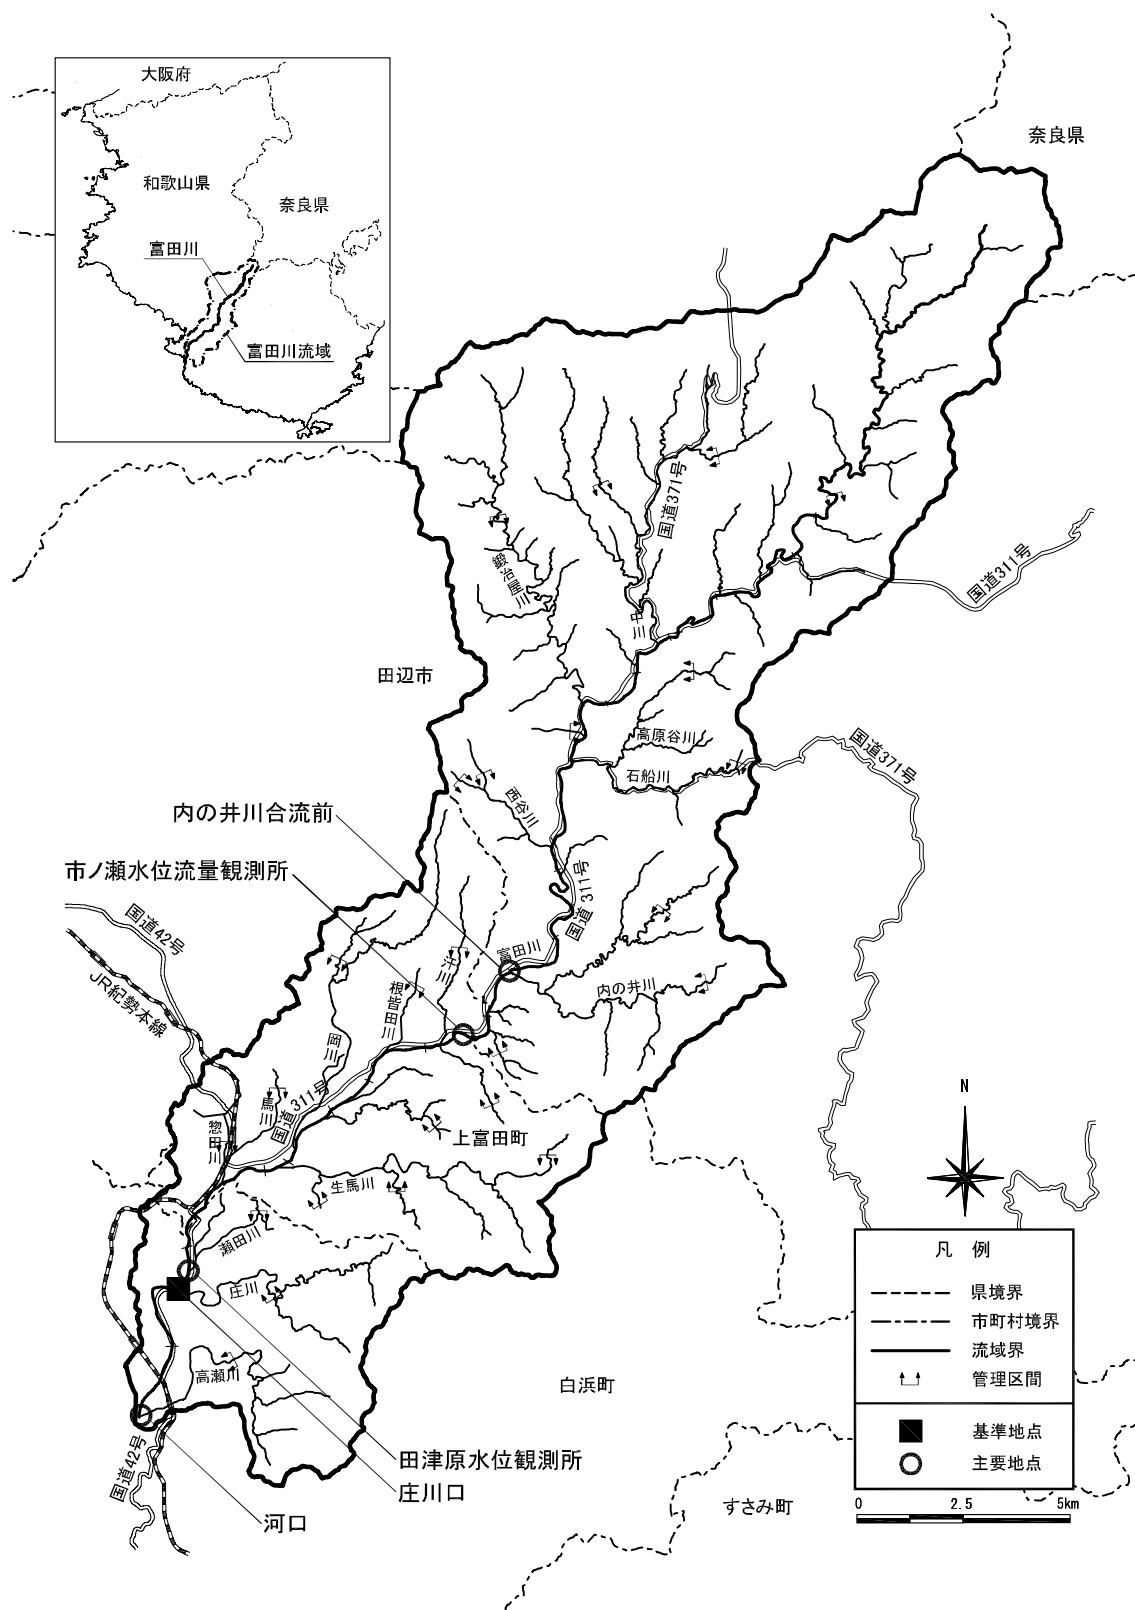 大阪府
和歌山県
奈良県
富田川
富田川流域
奈良県
国道371号
鍛冶屋川
中川
国道311号
田辺市
高原谷川
石船川
国道371号
西谷川
内の井川合流前
市ノ瀬水位流量観測所
国道311号
国道42号
富田川
汗川
内の井川
JR紀勢本線
根皆田川
岡川
馬川
国道311号
惣田川
上富田町
生馬川
瀬田川
庄川
高瀬川
白浜町
国道42号
田津原水位観測所
庄川口
河口
すさみ町
N
凡 例
県境界
市町村境界
流域界
管理区間
基準地点
主要地点
0 2.5 5km